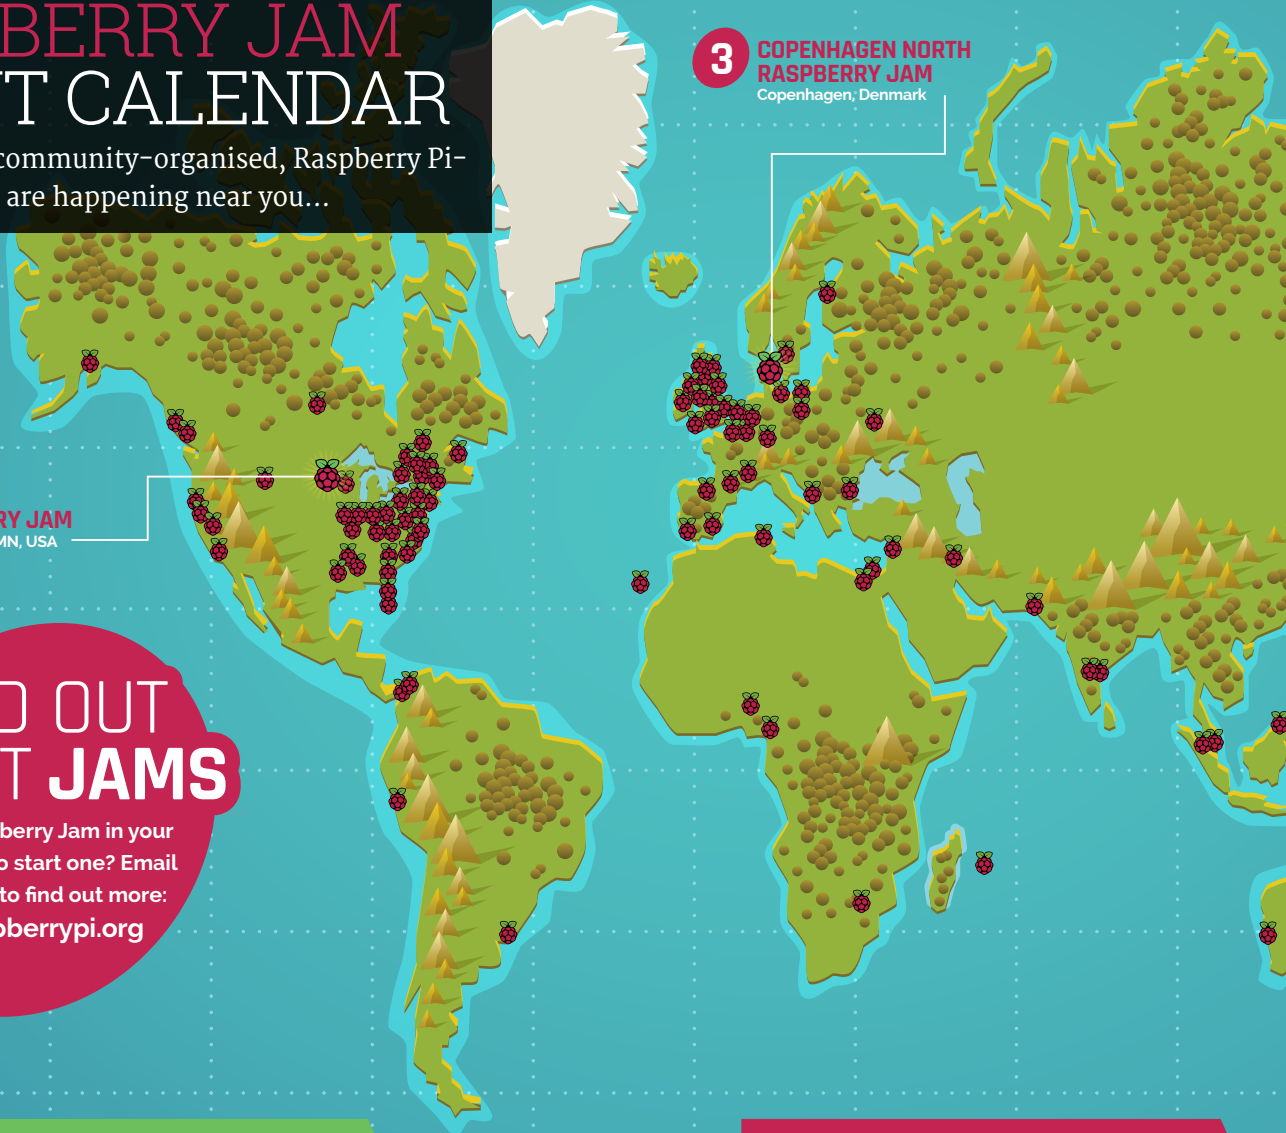 BERRY JAM
T CALENDAR
community-organised, Raspberry Pi-
are happening near you...
3
COPENHAGEN NORTH
RASPBERRY JAM
Copenhagen, Denmark
RY JAM
MN, USA
D OUT
T JAMS
berry Jam in your
o start one? Email
to find out more:
berrypi.org